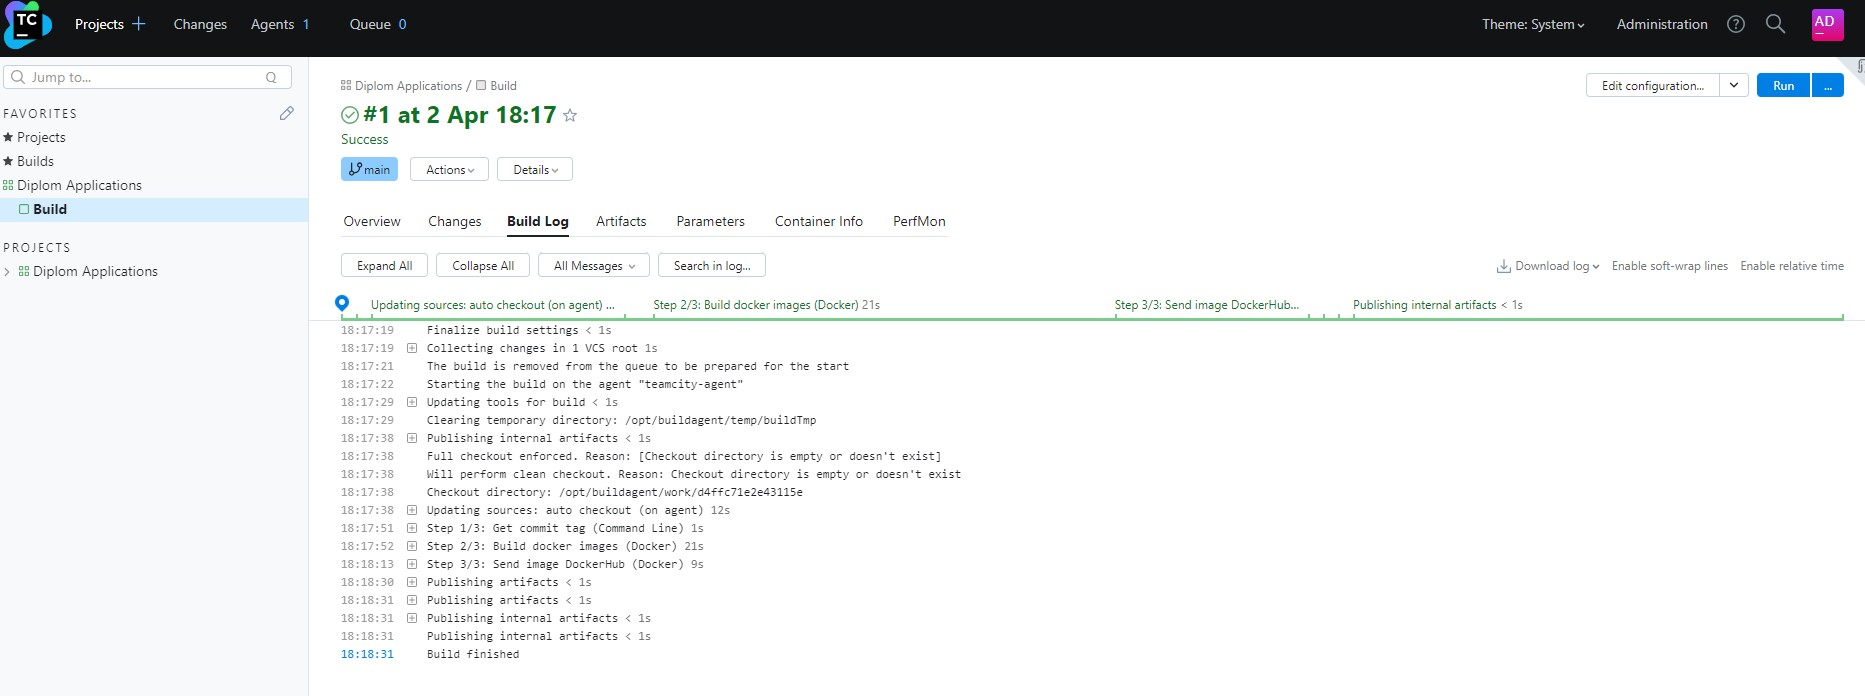 TC
Projects
Changes
Agents 1
Queue 0
Theme: System
Administration
?
AD
Jump to...
Q
FAVORITES
Projects
Builds
Diplom Applications
Build
PROJECTS
Diplom Applications
Diplom Applications / Build
Edit configuration...
Run
...
#1 at 2 Apr 18:17
Success
main
Actions
Details
Overview
Changes
Build Log
Artifacts
Parameters
Container Info
PerfMon
Expand All
Collapse All
All Messages
Search in log...
Download log
Enable soft-wrap lines
Enable relative time
Updating sources: auto checkout (on agent) ...
Step 2/3: Build docker images (Docker) 21s
Step 3/3: Send image DockerHub...
Publishing internal artifacts < 1s
18:17:19 Finalize build settings < 1s
18:17:19 Collecting changes in 1 VCS root 1s
18:17:21 The build is removed from the queue to be prepared for the start
18:17:22 Starting the build on the agent "teamcity-agent"
18:17:29 Updating tools for build < 1s
18:17:29 Clearing temporary directory: /opt/buildagent/temp/buildTmp
18:17:38 Publishing internal artifacts < 1s
18:17:38 Full checkout enforced. Reason: [Checkout directory is empty or doesn't exist]
18:17:38 Will perform clean checkout. Reason: Checkout directory is empty or doesn't exist
18:17:38 Checkout directory: /opt/buildagent/work/d4ffc71e2e43115e
18:17:38 Updating sources: auto checkout (on agent) 12s
18:17:51 Step 1/3: Get commit tag (Command Line) 1s
18:17:52 Step 2/3: Build docker images (Docker) 21s
18:18:13 Step 3/3: Send image DockerHub (Docker) 9s
18:18:30 Publishing artifacts < 1s
18:18:31 Publishing artifacts < 1s
18:18:31 Publishing internal artifacts < 1s
18:18:31 Publishing internal artifacts < 1s
18:18:31 Build finished